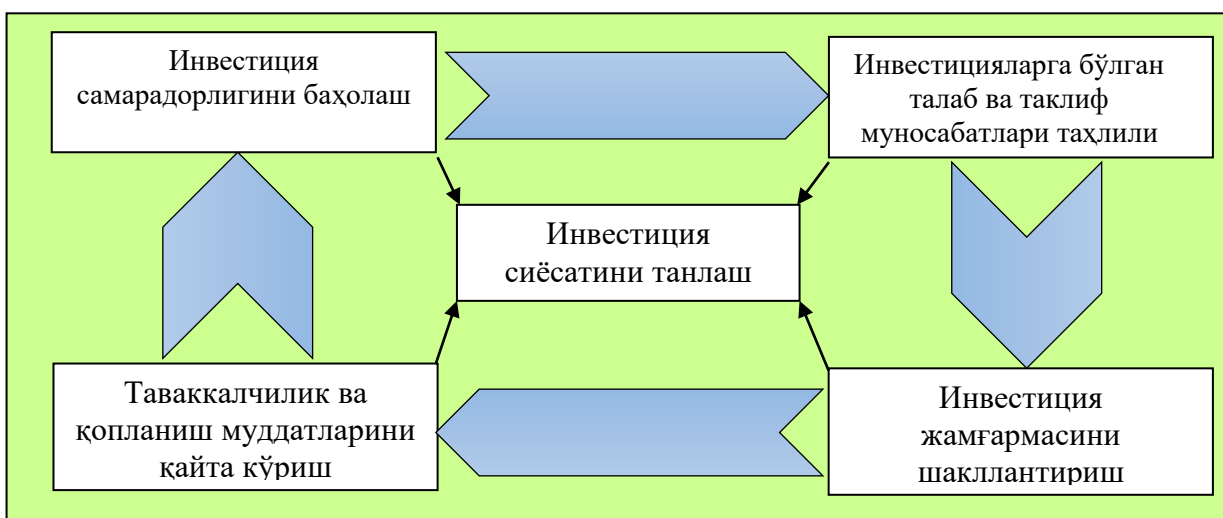 Инвестиция
самарадорлигини баҳолаш
Инвестицияларга бўлган
талаб ва таклиф
муносабатлари таҳлили
Инвестиция
сиёсатини танлаш
Таваккалчилик ва
қопланиш муддатларини
қайта кўриш
Инвестиция
жамғармасини
шакллантириш